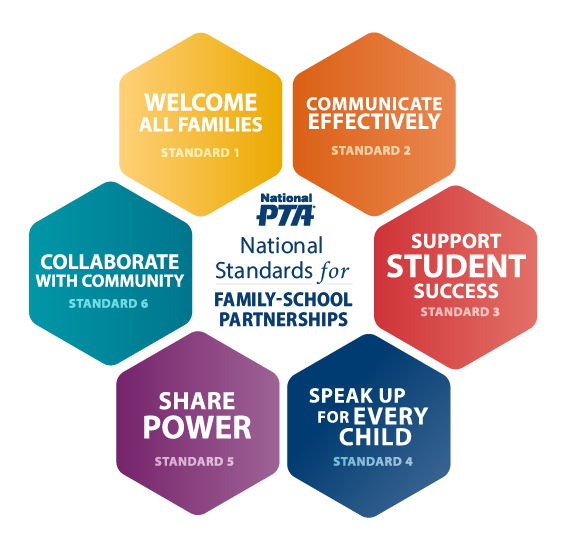 WELCOME
ALL FAMILIES
STANDARD 1
COMMUNICATE
EFFECTIVELY
STANDARD 2
SUPPORT
STUDENT
SUCCESS
STANDARD 3
SPEAK UP
FOR EVERY
CHILD
STANDARD 4
SHARE
POWER
STANDARD 5
COLLABORATE
WITH COMMUNITY
STANDARD 6
National
PTA®
National
Standards for
FAMILY-SCHOOL
PARTNERSHIPS